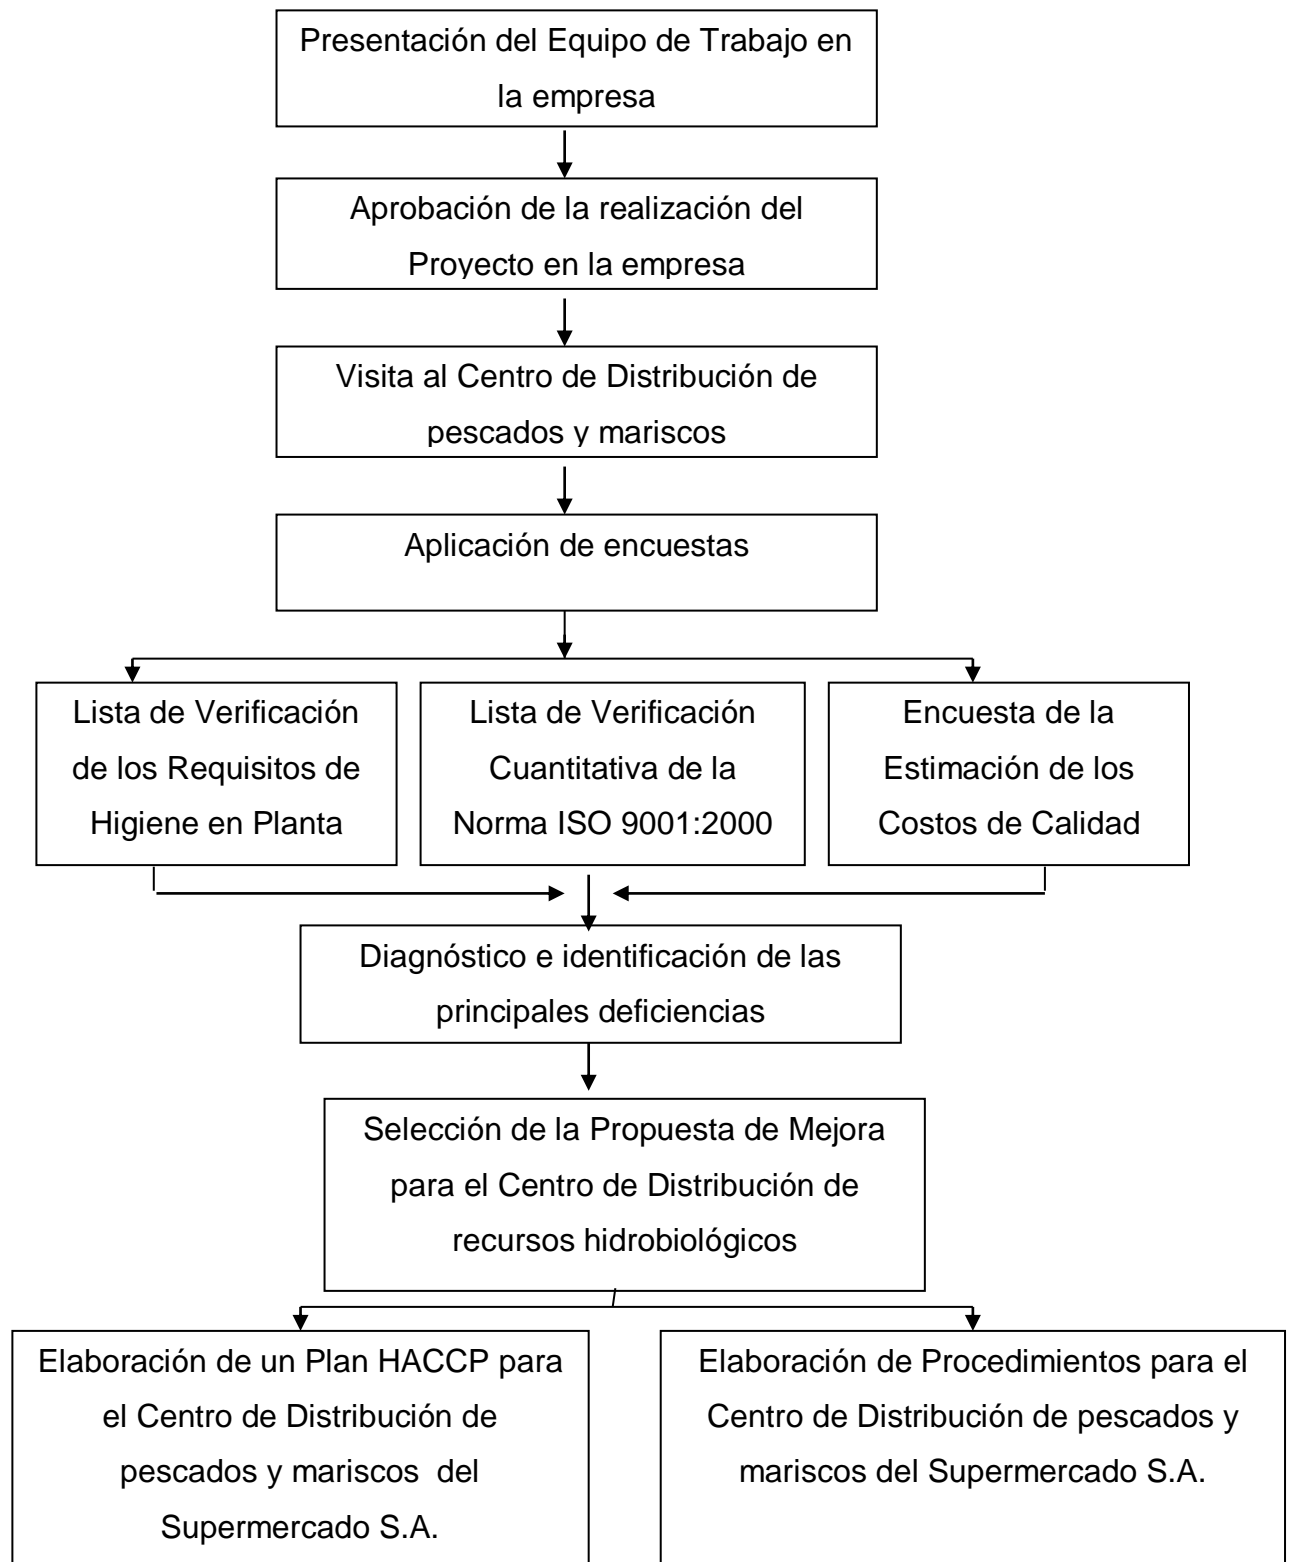 Presentación del Equipo de Trabajo en
la empresa
Aprobación de la realización del
Proyecto en la empresa
Visita al Centro de Distribución de
pescados y mariscos
Aplicación de encuestas
Lista de Verificación
de los Requisitos de
Higiene en Planta
Lista de Verificación
Cuantitativa de la
Norma ISO 9001:2000
Encuesta de la
Estimación de los
Costos de Calidad
Diagnóstico e identificación de las
principales deficiencias
Selección de la Propuesta de Mejora
para el Centro de Distribución de
recursos hidrobiológicos
Elaboración de un Plan HACCP para
el Centro de Distribución de
pescados y mariscos  del
Supermercado S.A.
Elaboración de Procedimientos para el
Centro de Distribución de pescados y
mariscos del Supermercado S.A.